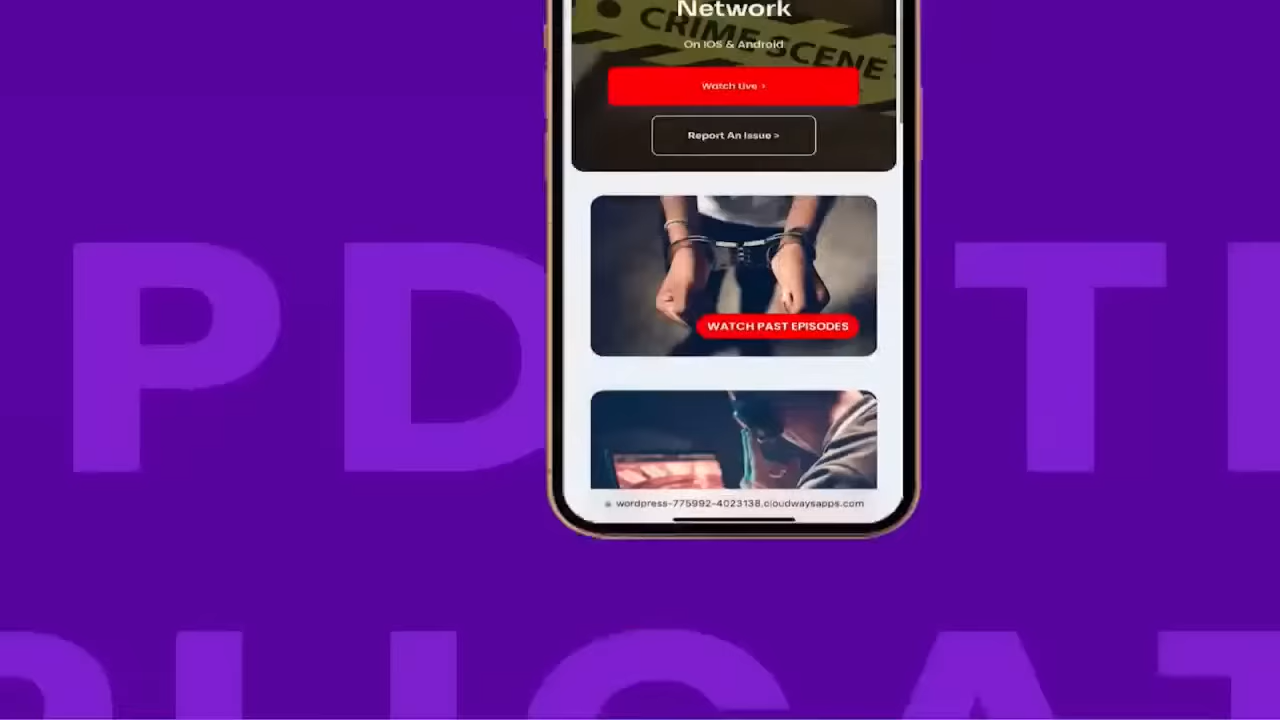 Network
CRIME SCENE
On IOS & Android
Watch Live >
Report An Issue >
WATCH PAST EPISODES
wordpress-775992-4023138.cloudwaysapps.com